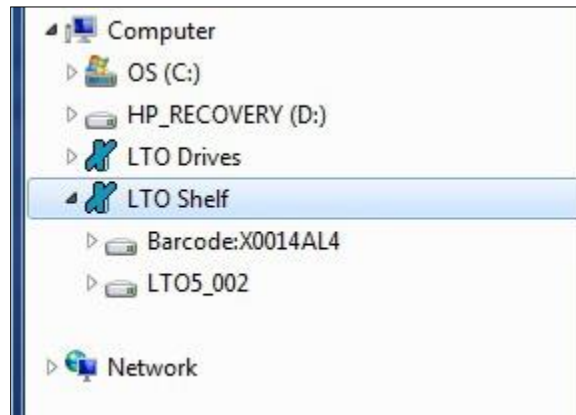 Computer
OS (C:)
HP_RECOVERY (D:)
LTO Drives
LTO Shelf
Barcode:X0014AL4
LTO5_002
Network